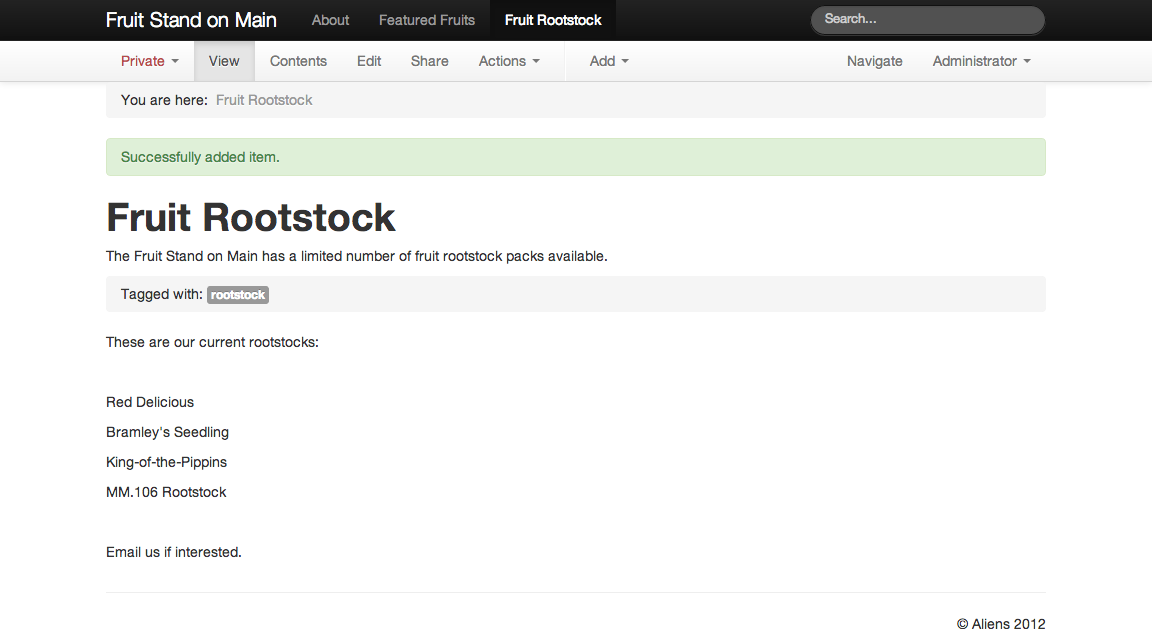 Fruit Stand on Main About Featured Fruits Fruit Rootstock Search...
Private View Contents Edit Share Actions Add Navigate Administrator
You are here: Fruit Rootstock
Successfully added item.
Fruit Rootstock
The Fruit Stand on Main has a limited number of fruit rootstock packs available.
Tagged with: rootstock
These are our current rootstocks:
Red Delicious
Bramley's Seedling
King-of-the-Pippins
MM.106 Rootstock
Email us if interested.
© Aliens 2012